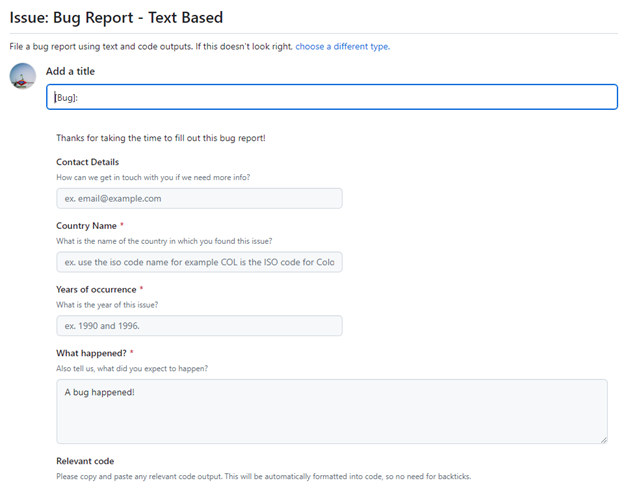 Issue: Bug Report - Text Based
File a bug report using text and code outputs. If this doesn't look right, choose a different type.
Add a title
[Bug]:
Thanks for taking the time to fill out this bug report!
Contact Details
How can we get in touch with you if we need more info?
ex. email@example.com
Country Name *
What is the name of the country in which you found this issue?
ex. use the iso code name for example COL is the ISO code for Colo
Years of occurrence *
What is the year of this issue?
ex. 1990 and 1996.
What happened? *
Also tell us, what did you expect to happen?
A bug happened!
Relevant code
Please copy and paste any relevant code output. This will be automatically formatted into code, so no need for backticks.